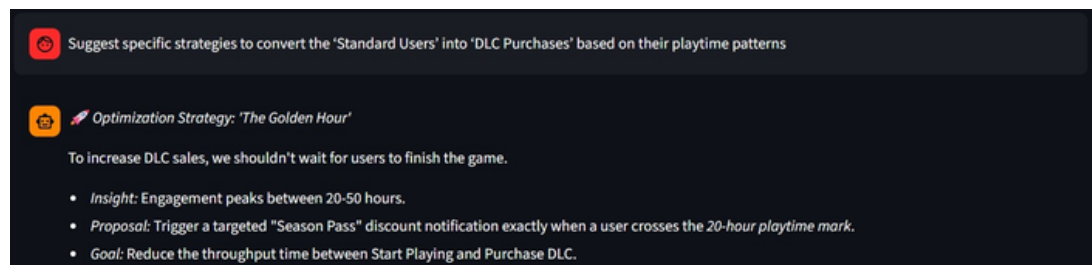 Suggest specific strategies to convert the ‘Standard Users’ into ‘DLC Purchases’ based on their playtime patterns
🚀 Optimization Strategy: 'The Golden Hour'
To increase DLC sales, we shouldn't wait for users to finish the game.
• Insight: Engagement peaks between 20-50 hours.
• Proposal: Trigger a targeted "Season Pass" discount notification exactly when a user crosses the 20-hour playtime mark.
• Goal: Reduce the throughput time between Start Playing and Purchase DLC.